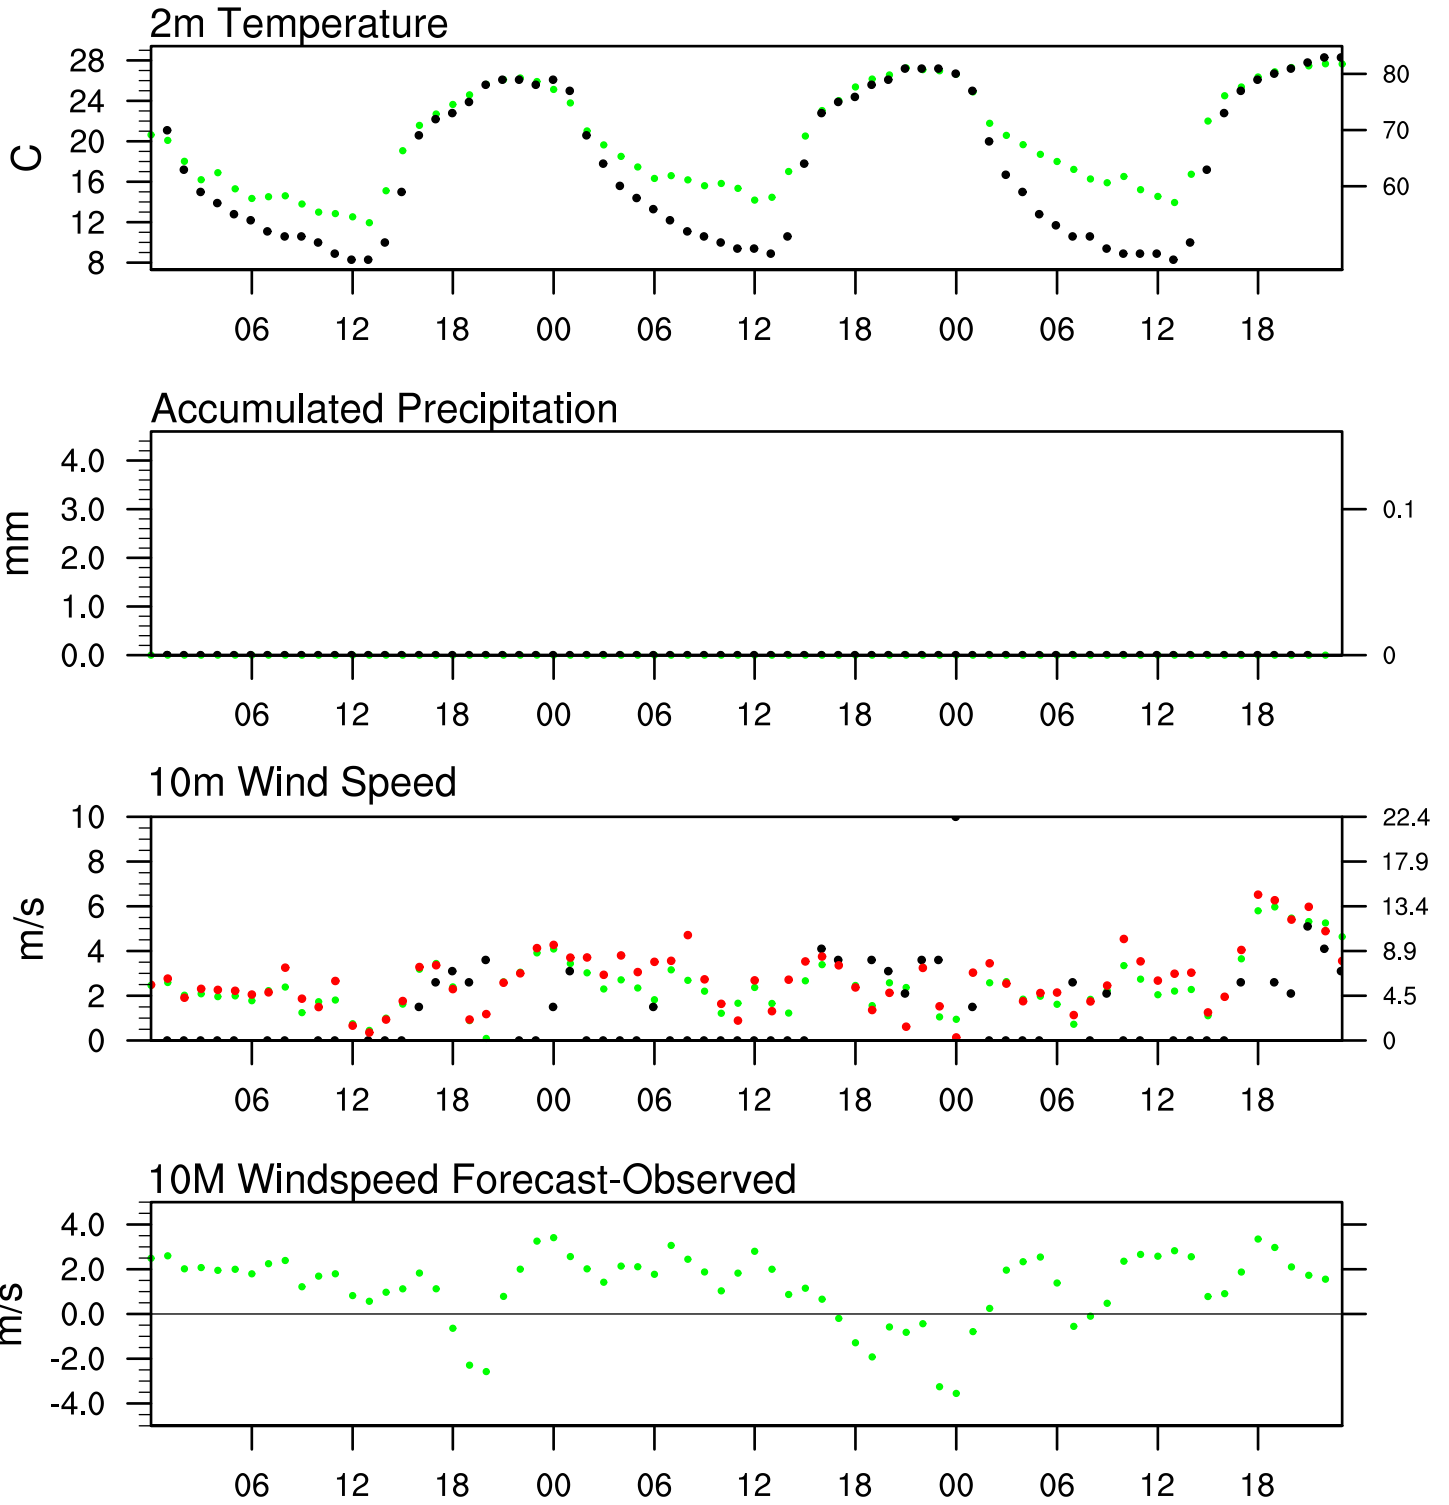 2m Temperature
28
24
20
16
12
8
C
80
70
60
06 12 18 00 06 12 18 00 06 12 18
Accumulated Precipitation
4.0
3.0
2.0
1.0
0.0
mm
0.1
0
06 12 18 00 06 12 18 00 06 12 18
10m Wind Speed
10
8
6
4
2
0
m/s
22.4
17.9
13.4
8.9
4.5
0
06 12 18 00 06 12 18 00 06 12 18
10M Windspeed Forecast-Observed
4.0
2.0
0.0
-2.0
-4.0
m/s
06 12 18 00 06 12 18 00 06 12 18